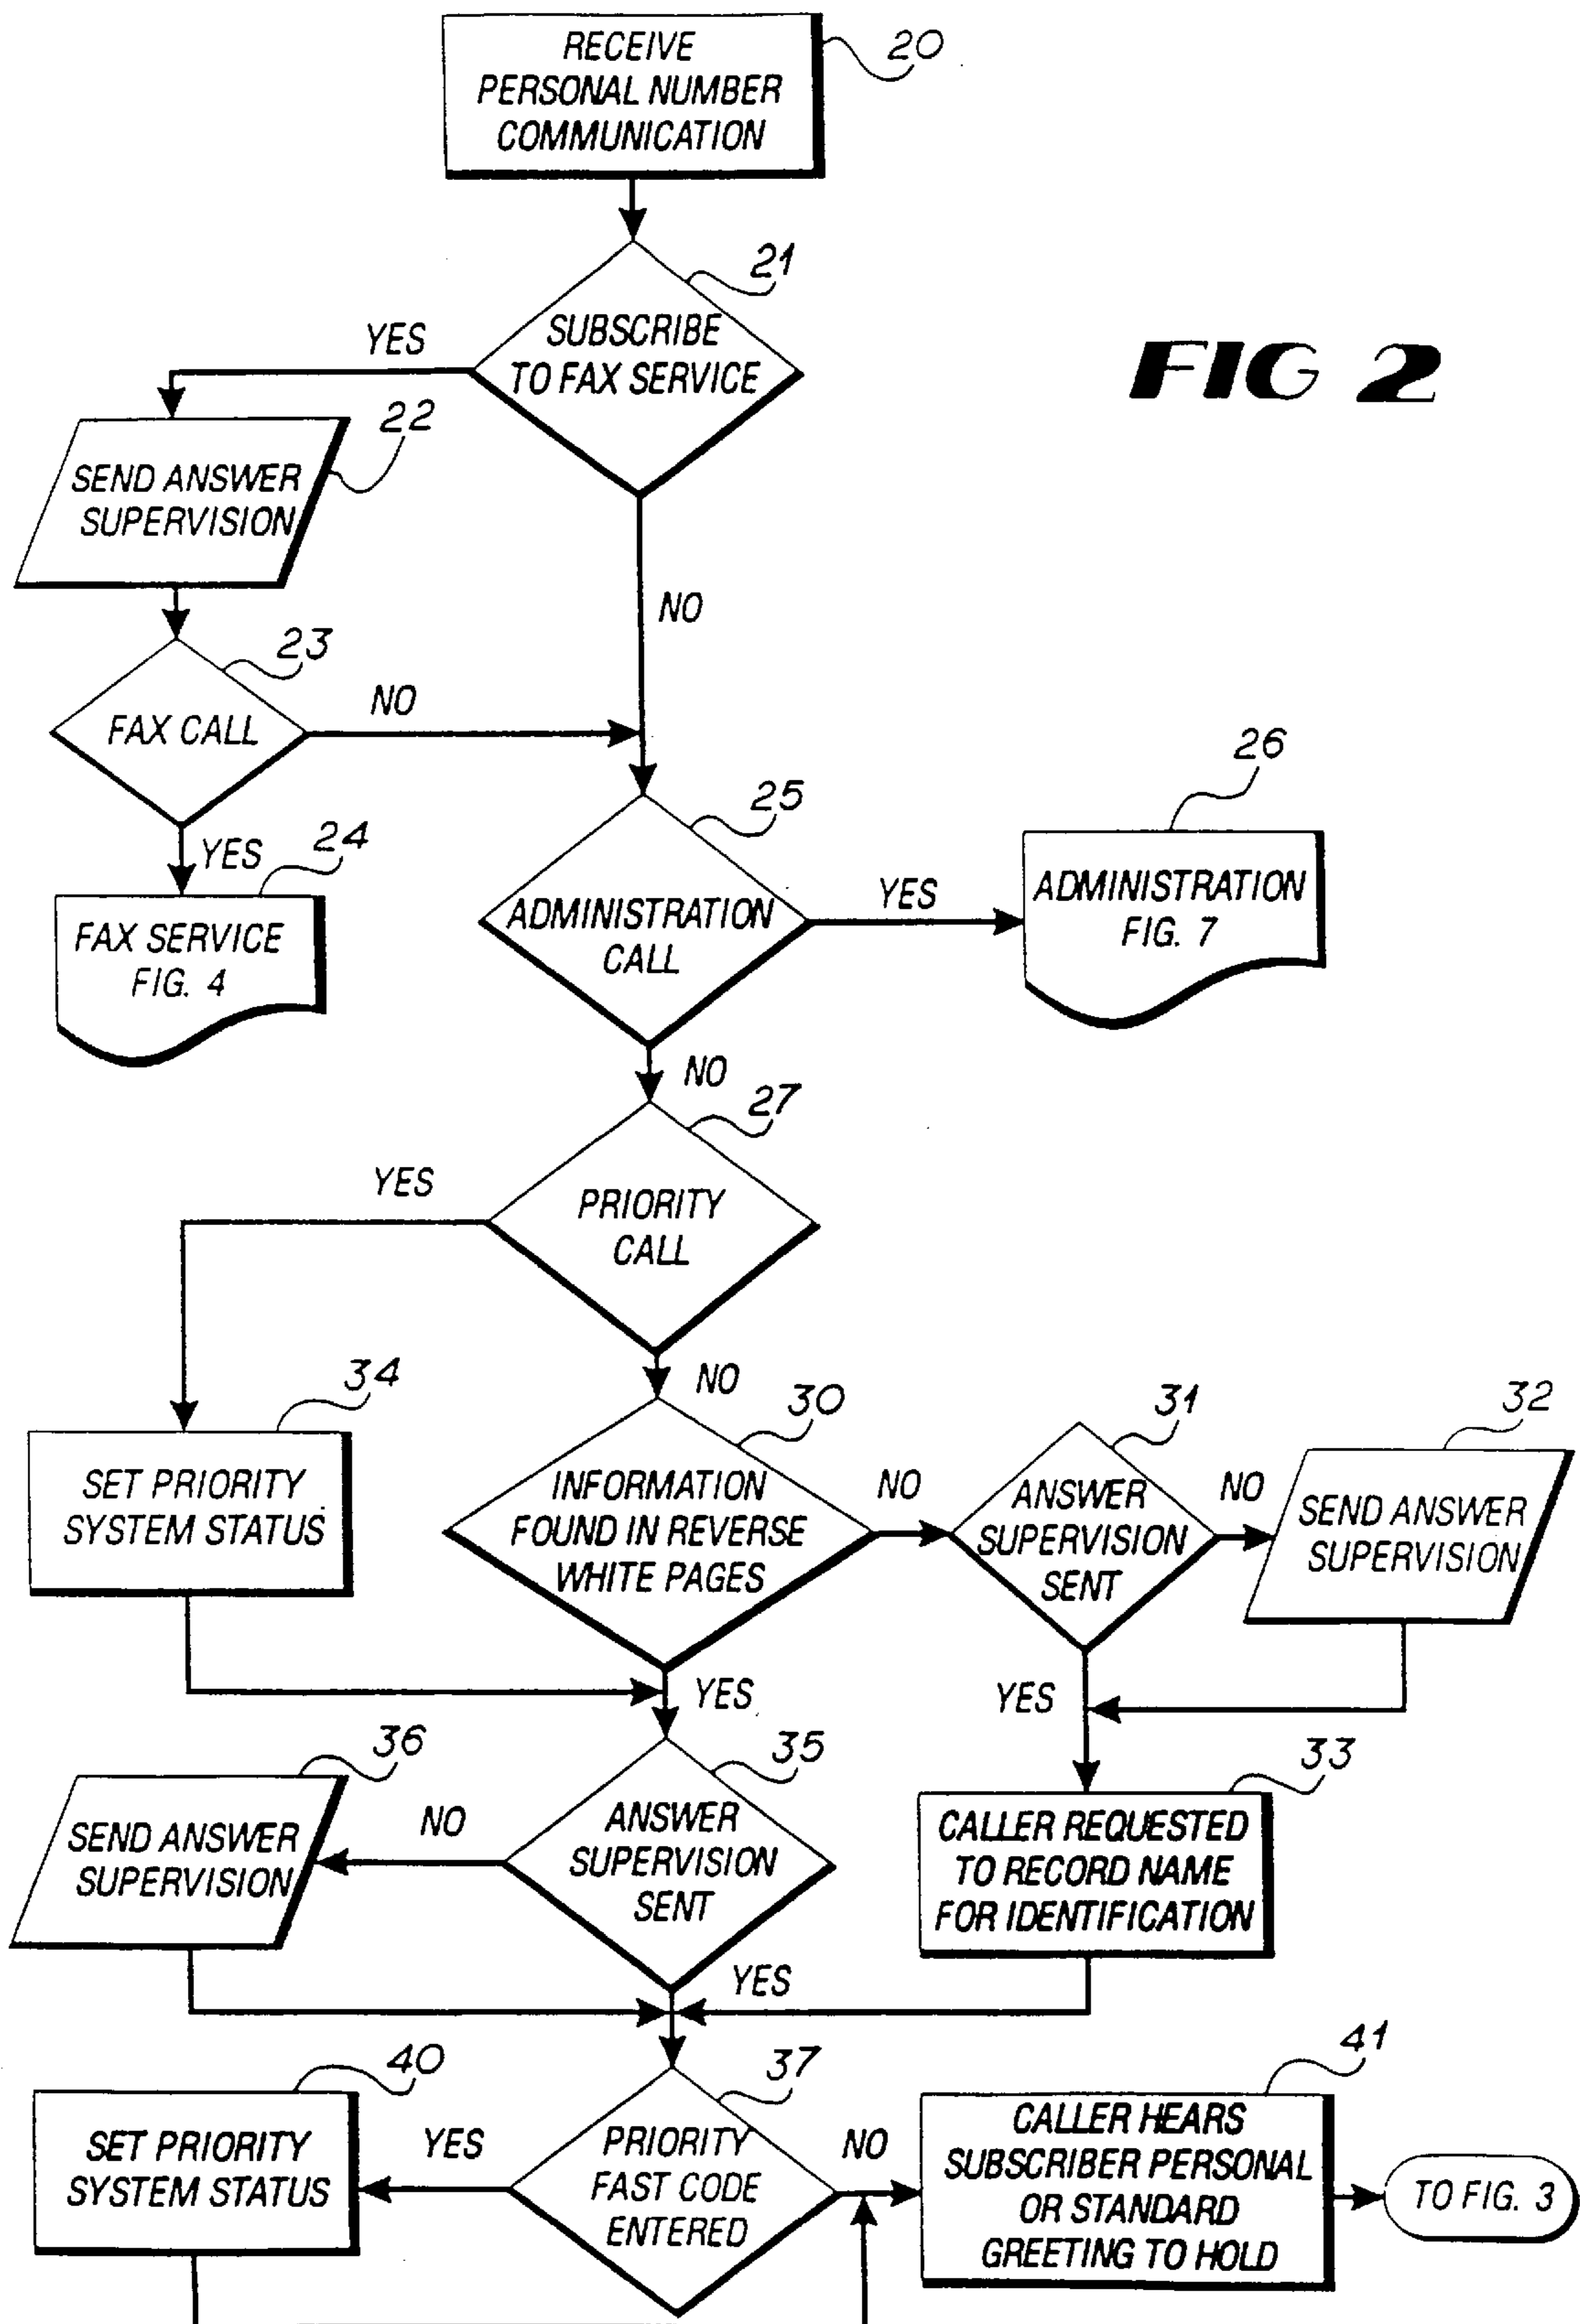 RECEIVE
PERSONAL NUMBER
COMMUNICATION
20
21
SUBSCRIBE
TO FAX SERVICE
YES
FIG 2
22
SEND ANSWER
SUPERVISION
NO
23
FAX CALL
NO
YES
24
FAX SERVICE
FIG. 4
25
ADMINISTRATION
CALL
YES
26
ADMINISTRATION
FIG. 7
NO
27
PRIORITY
CALL
YES
NO
34
SET PRIORITY
SYSTEM STATUS
30
INFORMATION
FOUND IN REVERSE
WHITE PAGES
NO
31
ANSWER
SUPERVISION
SENT
NO
32
SEND ANSWER
SUPERVISION
YES
YES
36
SEND ANSWER
SUPERVISION
NO
35
ANSWER
SUPERVISION
SENT
33
CALLER REQUESTED
TO RECORD NAME
FOR IDENTIFICATION
YES
40
SET PRIORITY
SYSTEM STATUS
YES
37
PRIORITY
FAST CODE
ENTERED
NO
41
CALLER HEARS
SUBSCRIBER PERSONAL
OR STANDARD
GREETING TO HOLD
TO FIG. 3